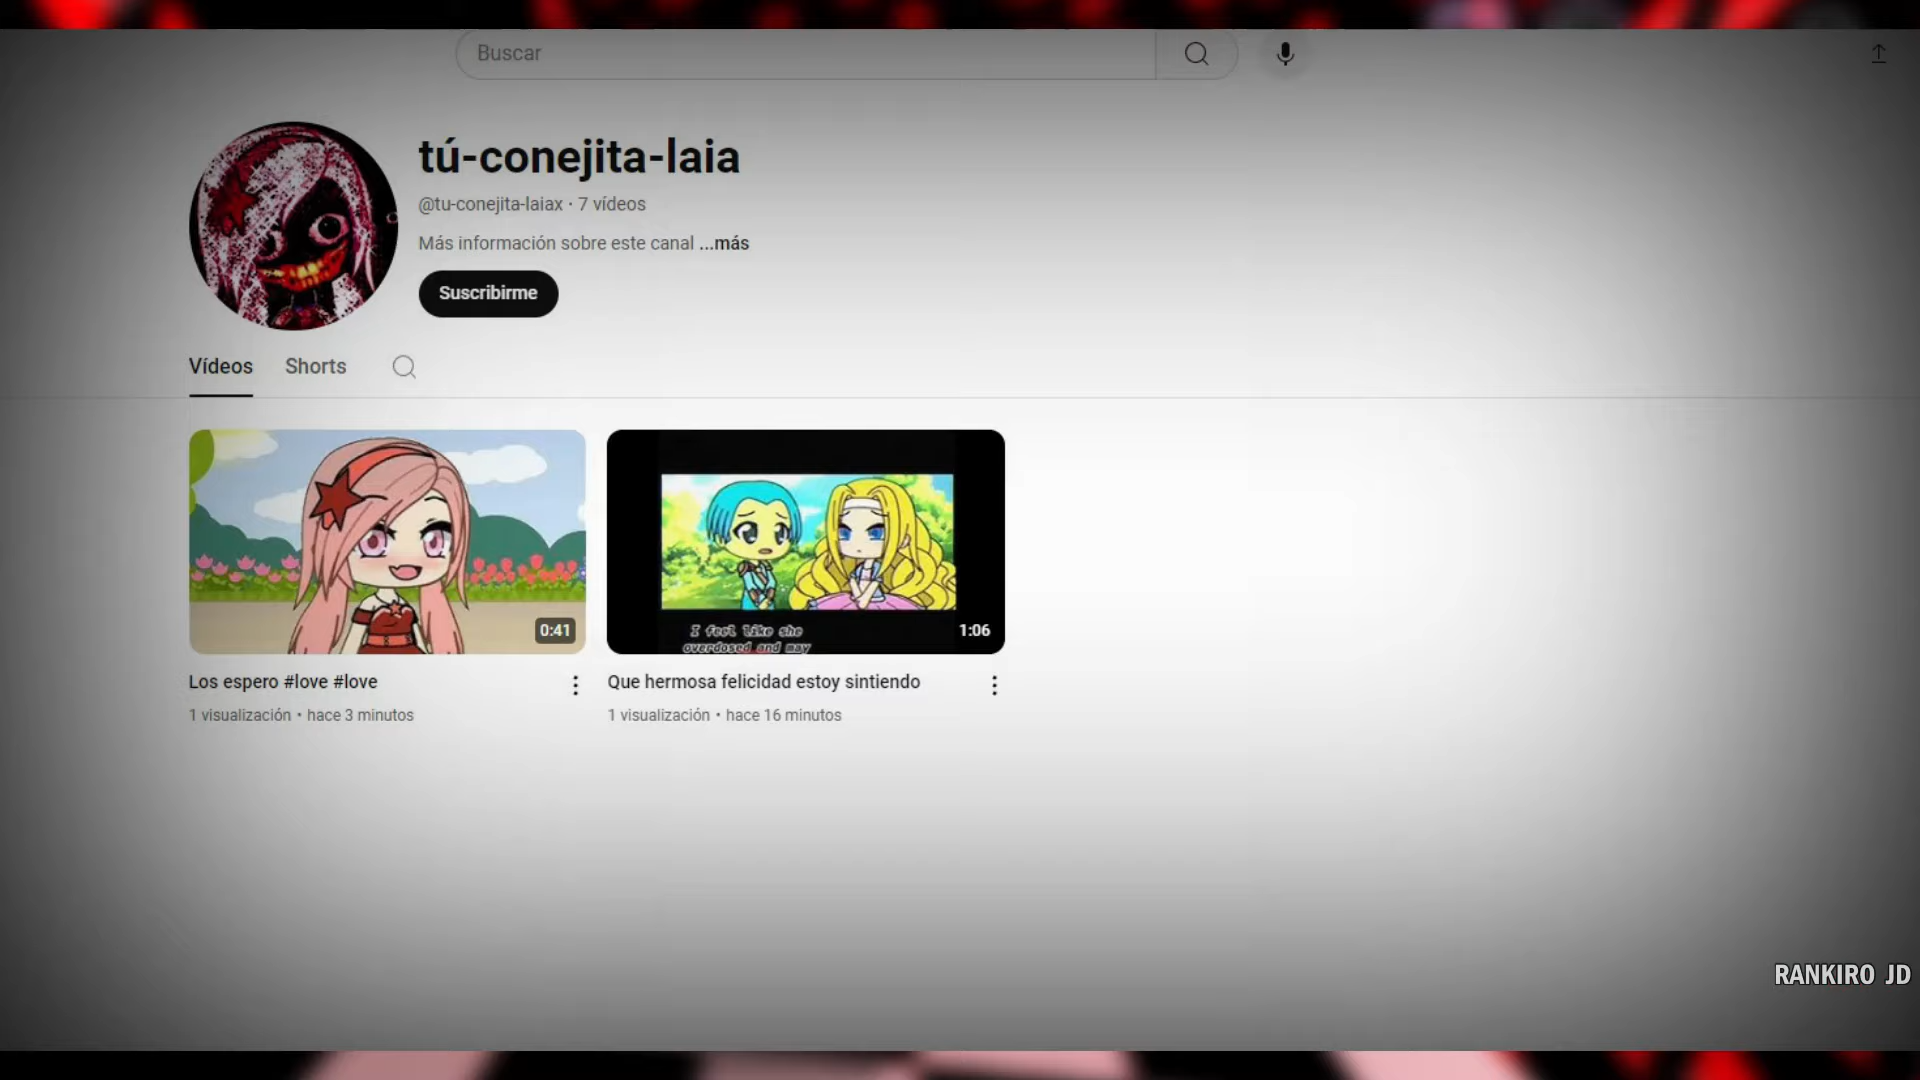 Buscar
tú-conejita-laia
@tu-conejita-laiax · 7 vídeos
Más información sobre este canal ...más
Suscribirme
Vídeos Shorts
I feel like she
overdosed and may
0:41
1:06
Los espero #love #love
Que hermosa felicidad estoy sintiendo
1 visualización • hace 3 minutos
1 visualización • hace 16 minutos
RANKIRO JD